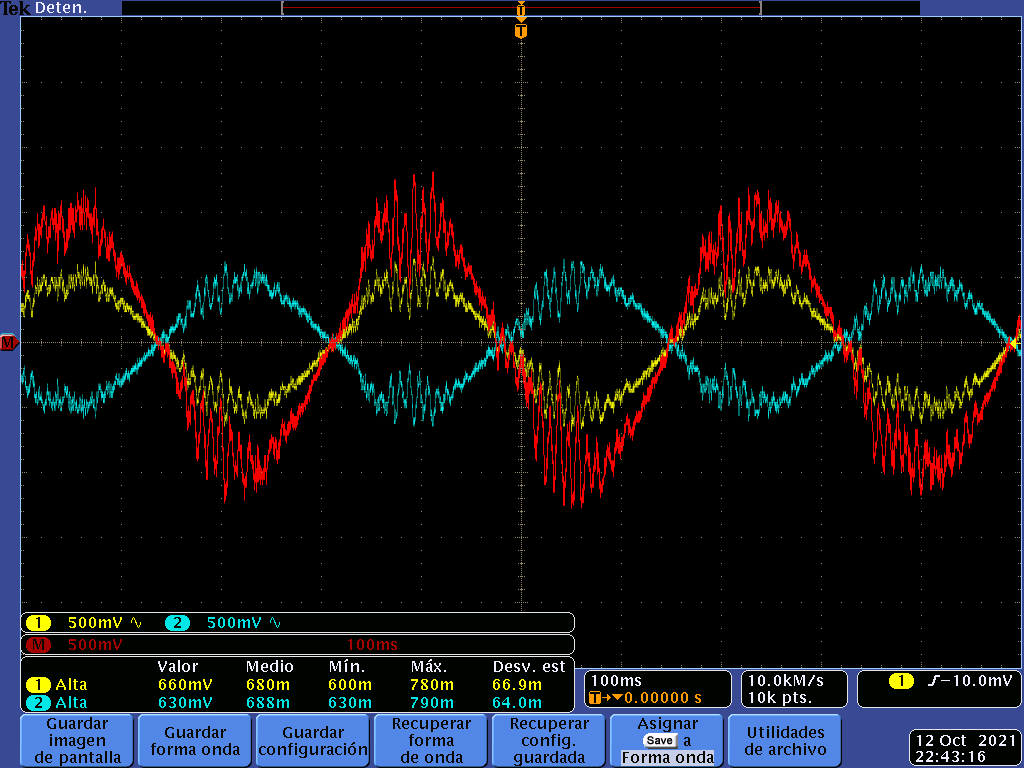 Tek Deten.
T
T
M
1 500mV ∿ 2 500mV ∿
M 500mV 100ms
Valor Medio Mín. Máx. Desv. est
1 Alta 660mV 680m 600m 780m 66.9m
2 Alta 630mV 688m 630m 790m 64.0m
100ms
T→▼0.00000 s
10.0kM/s
10k pts.
1 ∫−10.0mV
Guardar
imagen
de pantalla
Guardar
forma onda
Guardar
configuración
Recuperar
forma
de onda
Recuperar
config.
guardada
Asignar
Save a
Forma onda
Utilidades
de archivo
12 Oct 2021
22:43:16